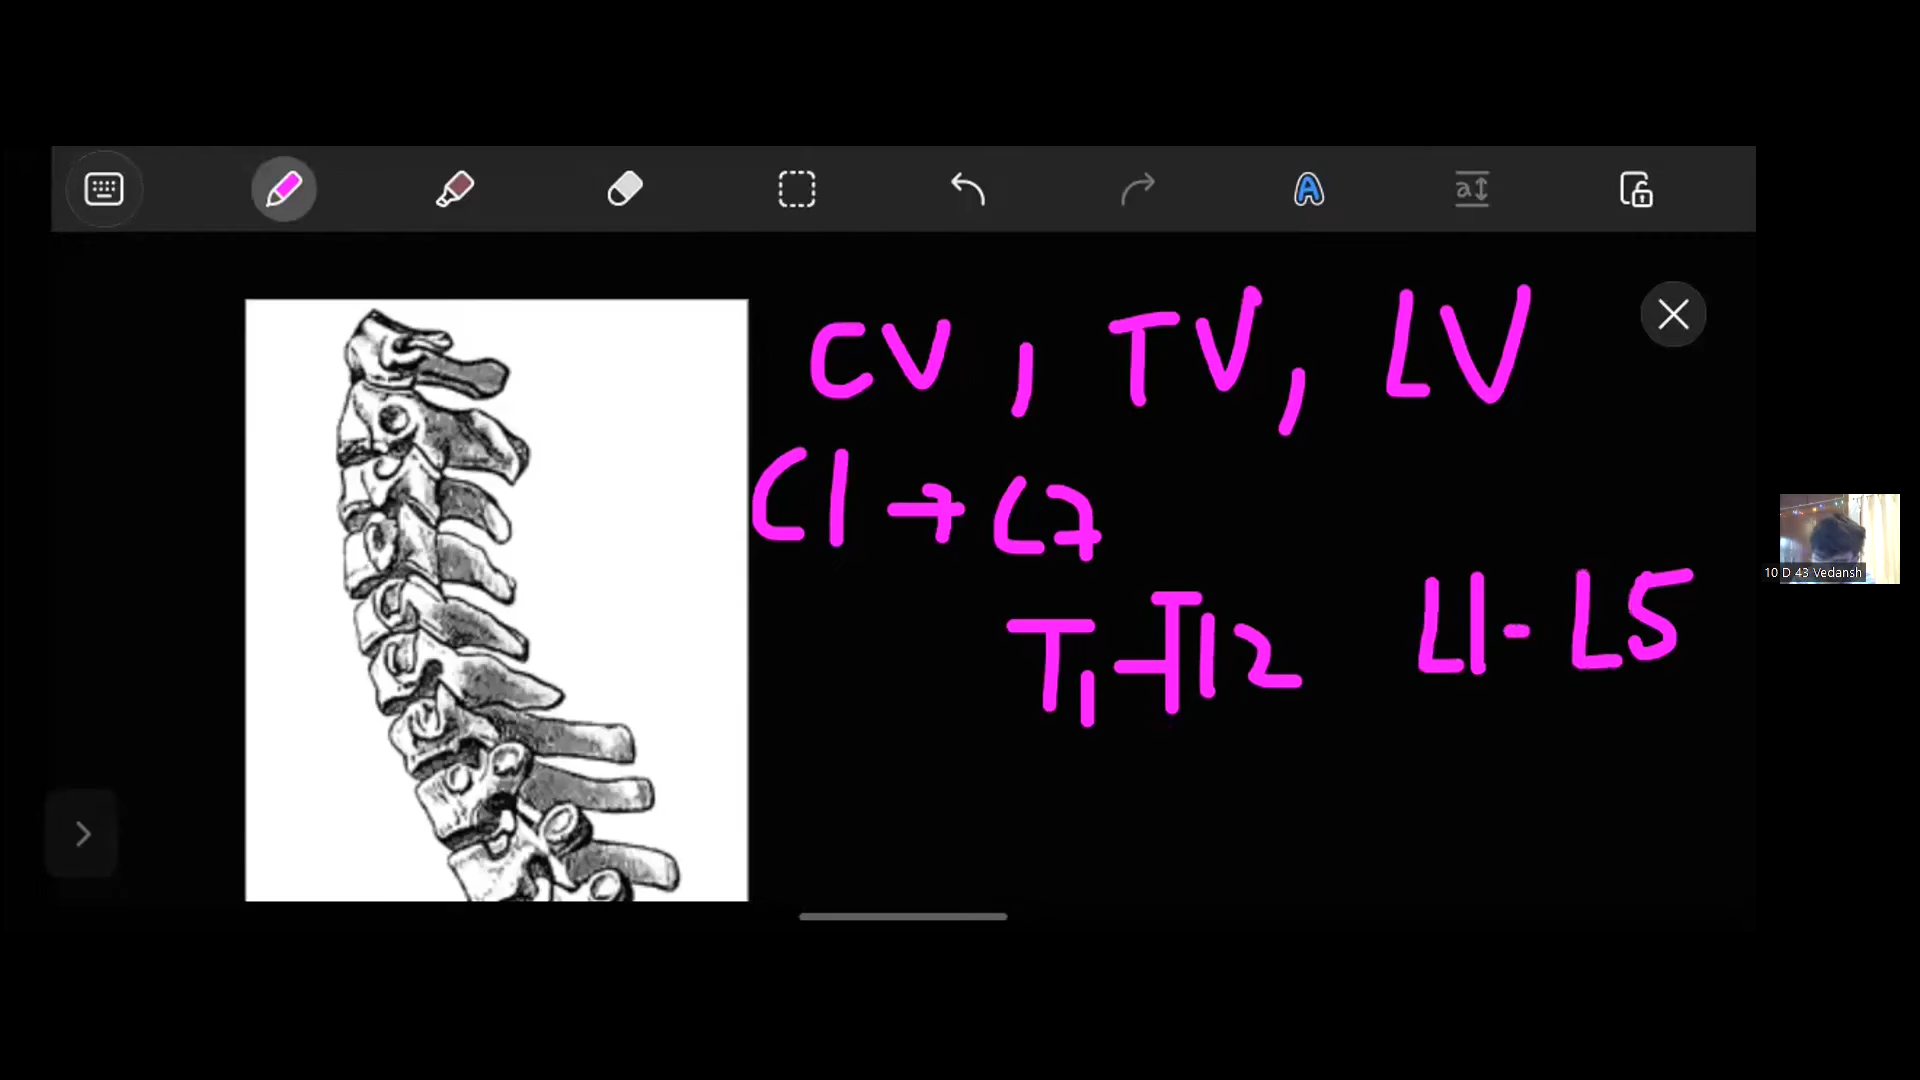 CV , TV, LV
C1 → C7
T1-T12 L1- L5
10 D 43 Vedansh